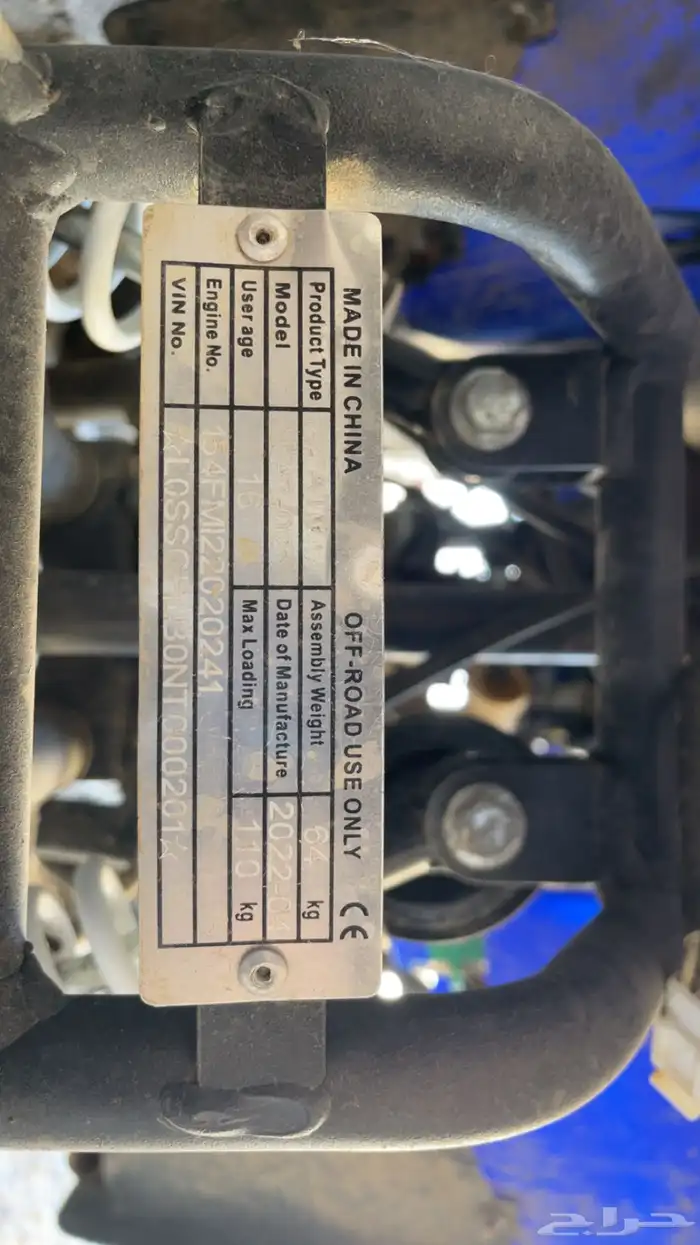 MADE IN CHINA OFF-ROAD USE ONLY CE
Product Type Assembly Weight 64 kg
Model Date of Manufacture 2022-04
User age 16 Max Loading 110 kg
Engine No. 154FMI22C20241
VIN No.
حراج